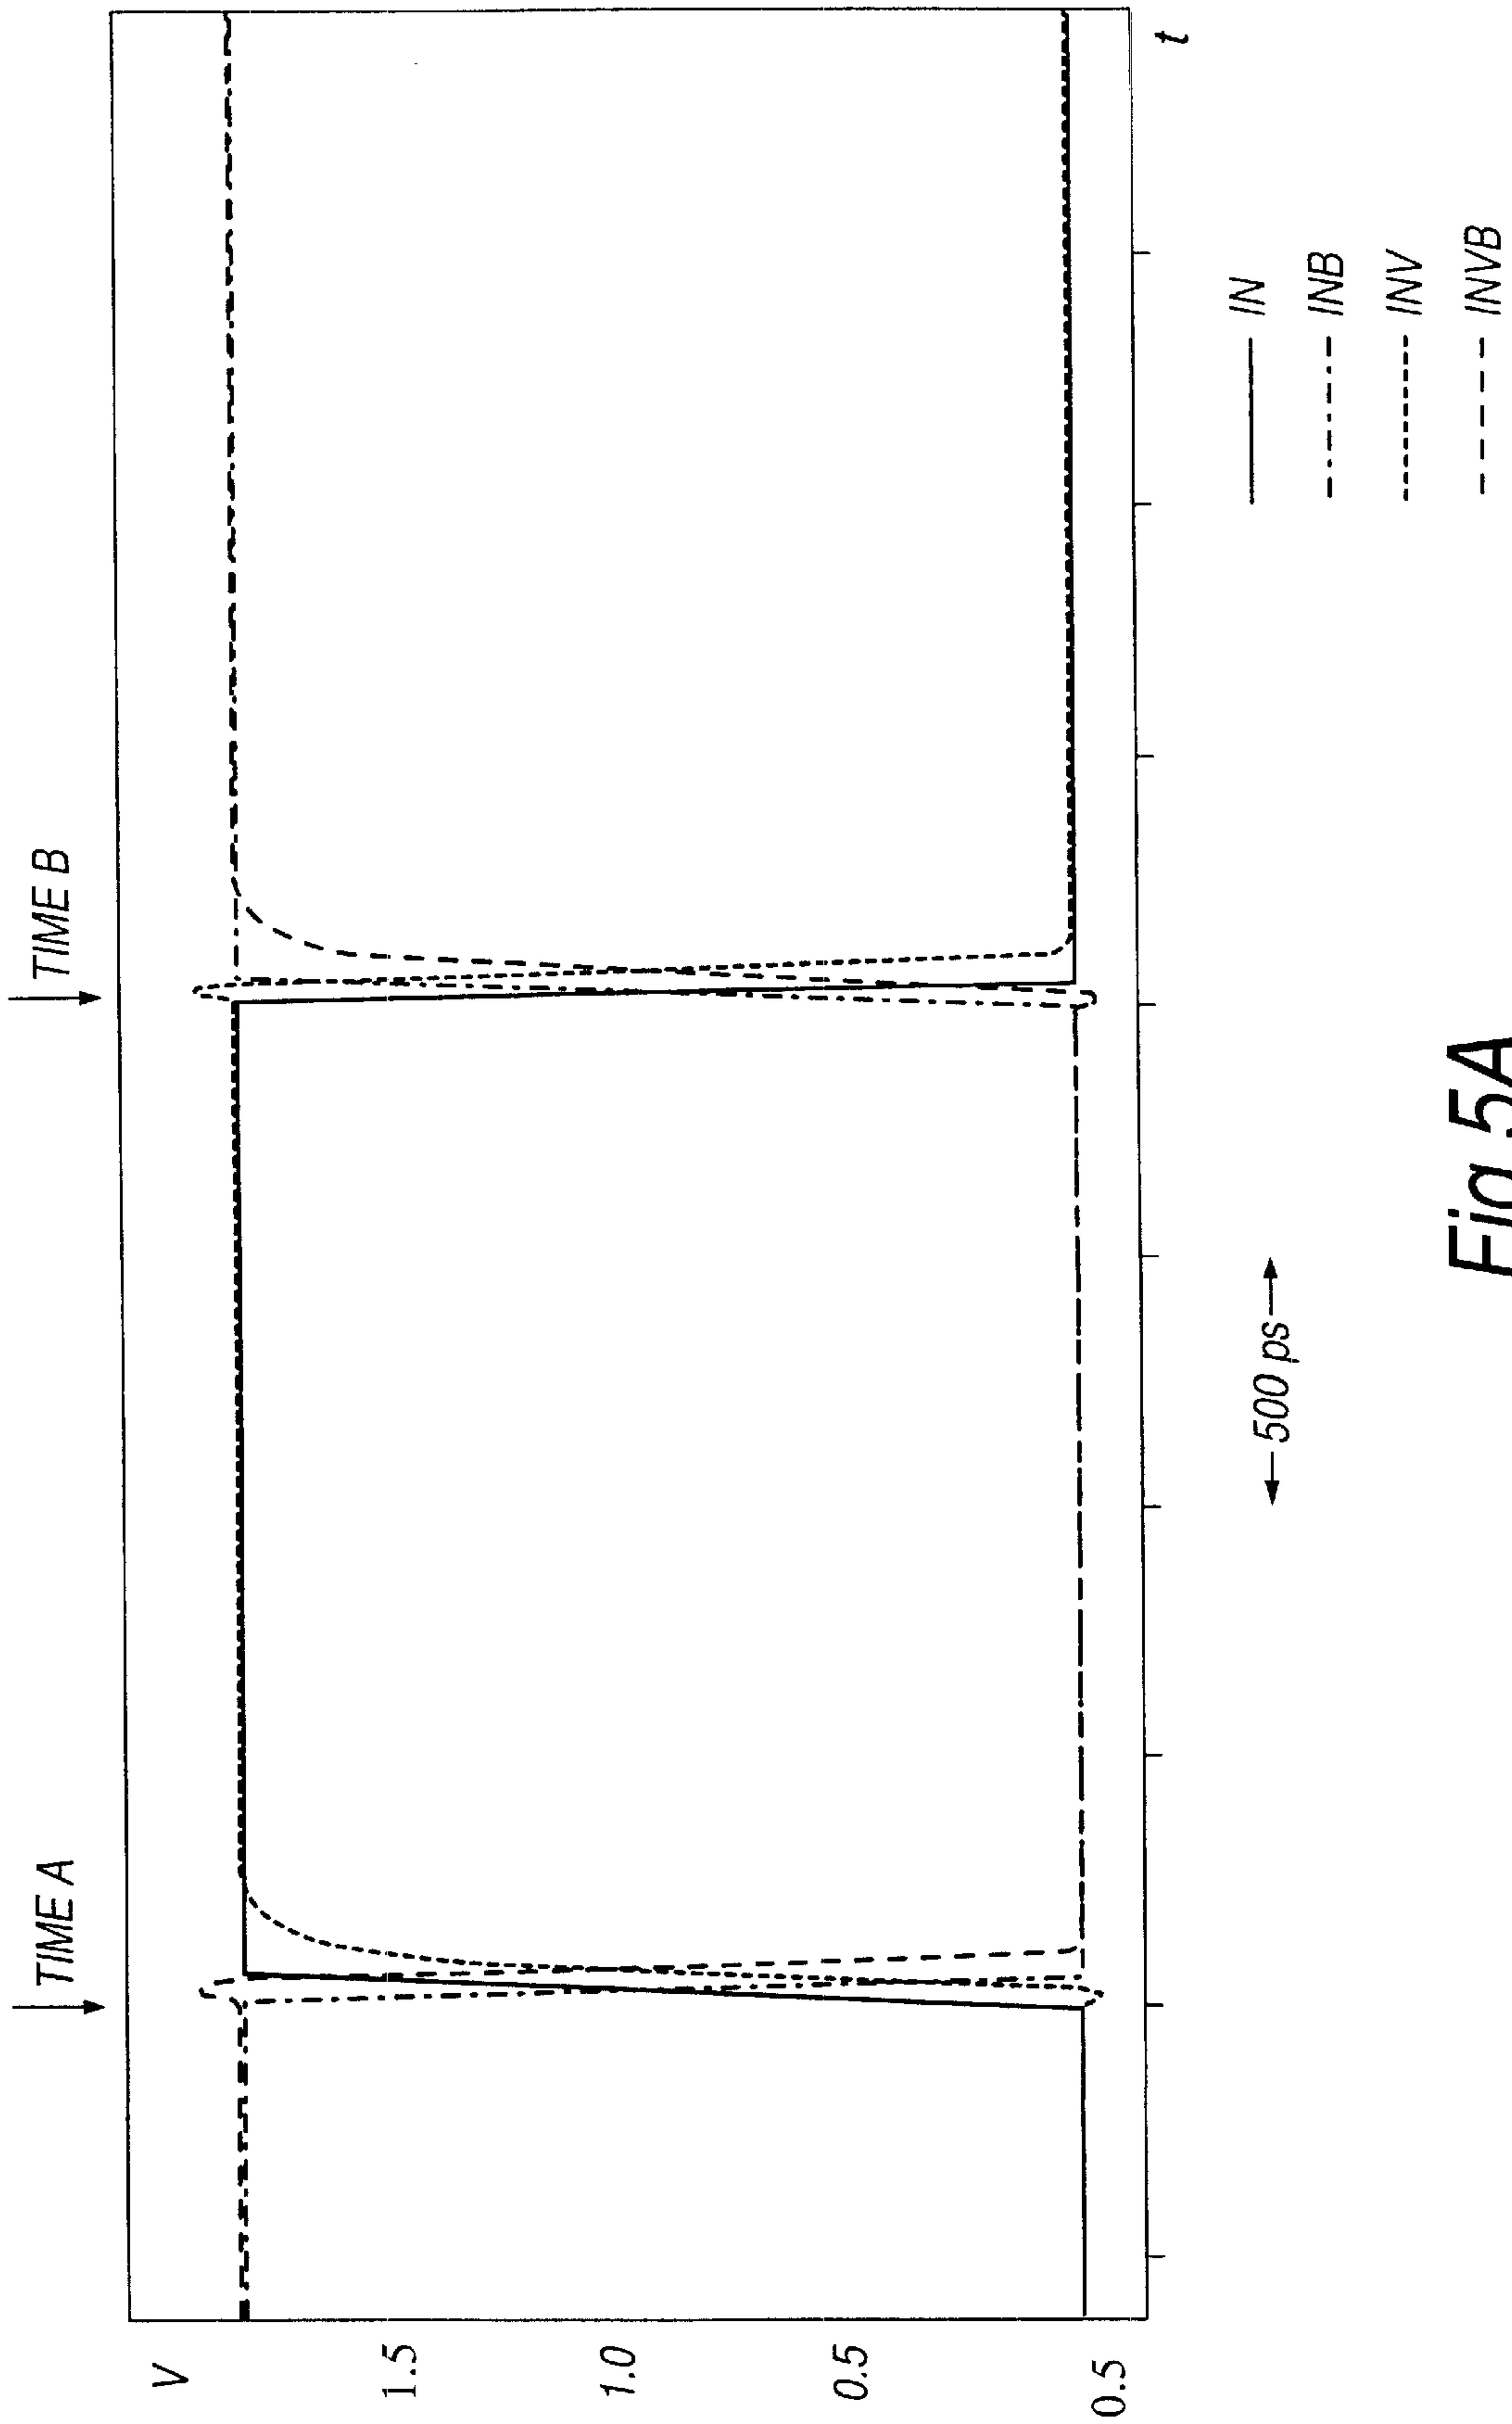 TIME A
TIME B
V
1.5
1.0
0.5
0.5
t
500 ps
IN
INB
INV
INVB
Fig.5A